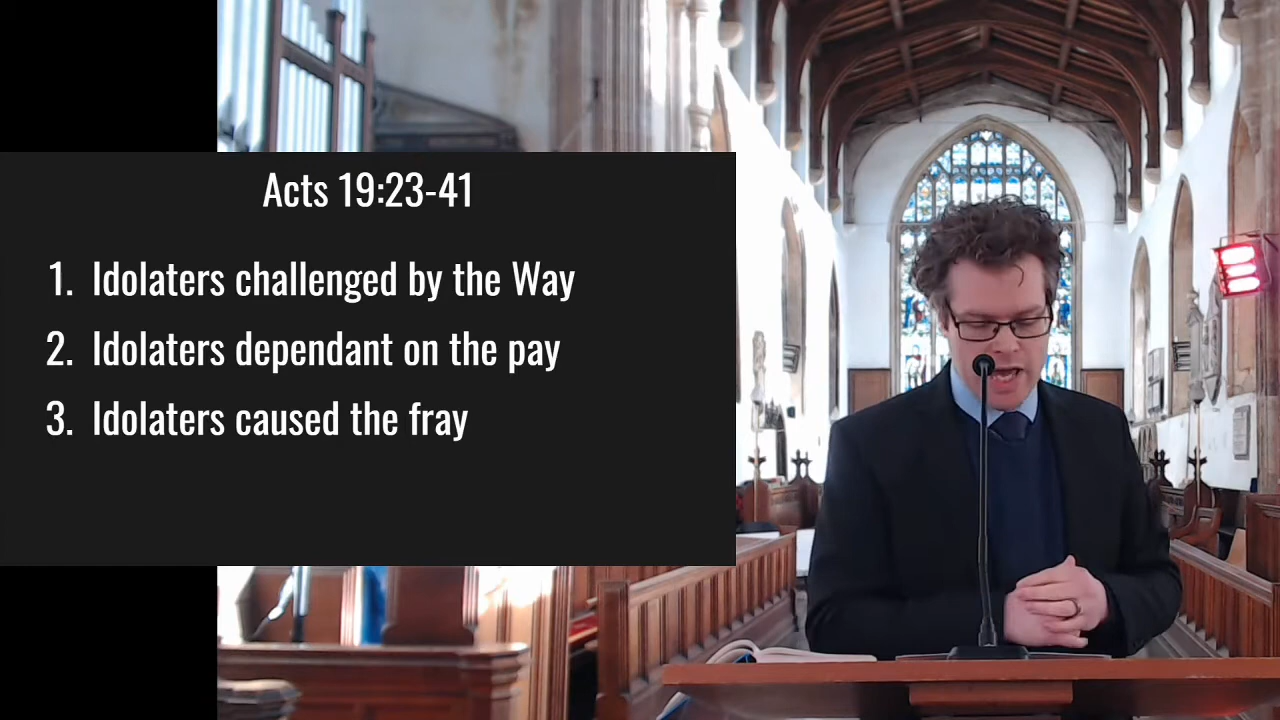 Acts 19:23-41
1. Idolaters challenged by the Way
2. Idolaters dependant on the pay
3. Idolaters caused the fray